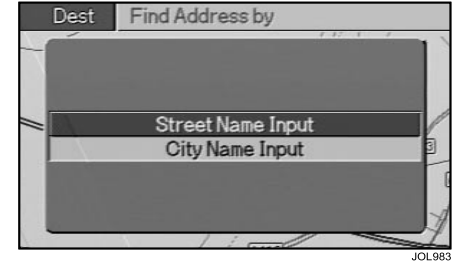 Dest Find Address by
Street Name Input
City Name Input
JOL983